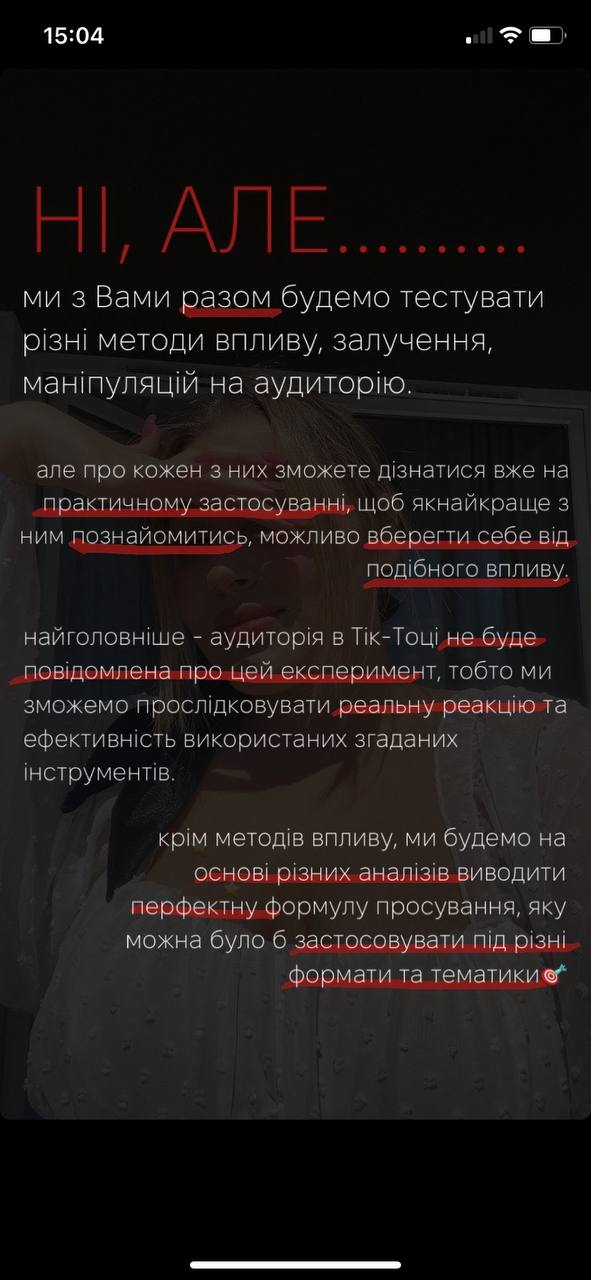 15:04
НІ, АЛЕ..........
ми з Вами разом будемо тестувати
різні методи впливу, залучення,
маніпуляцій на аудиторію.
але про кожен з них зможете дізнатися вже на
практичному застосуванні, щоб якнайкраще з
ним познайомитись, можливо вберегти себе від
подібного впливу.
найголовніше - аудиторія в Тік-Тоці не буде
повідомлена про цей експеримент, тобто ми
зможемо прослідковувати реальну реакцію та
ефективність використаних згаданих
інструментів.
крім методів впливу, ми будемо на
основі різних аналізів виводити
перфектну формулу просування, яку
можна було б застосовувати під різні
формати та тематики🎯